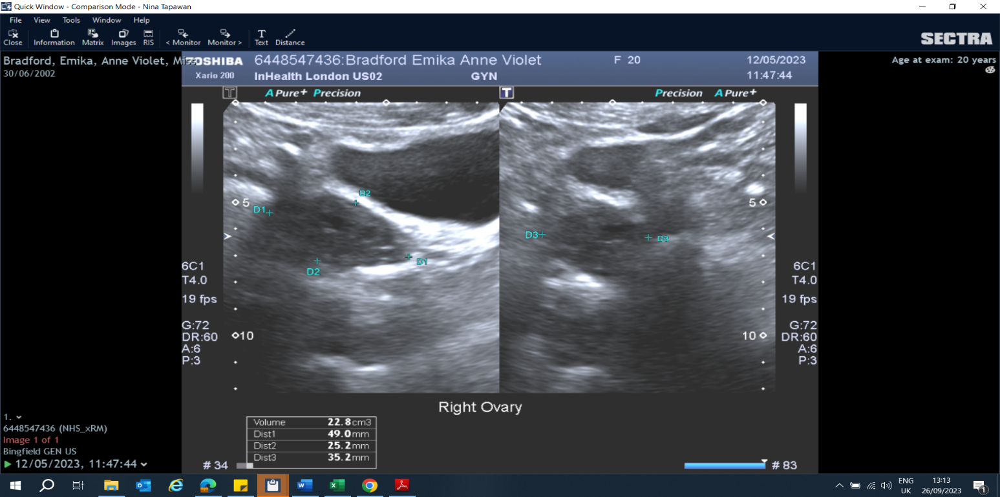 Quick Window - Comparison Mode - Nina Tapawan
File View Tools Window Help
Close Information Matrix Images RIS < Monitor Monitor > Text Distance
SECTRA
Bradford, Emika, Anne Violet, Miss
30/06/2002
TOSHIBA 6448547436:Bradford Emika Anne Violet F 20 12/05/2023
Xario 200 InHealth London US02 GYN 11:47:44
Age at exam: 20 years
T A Pure+ Precision T Precision A Pure+
D2
5 5
D1
D3 D3
D1
D2
6C1 6C1
T4.0 T4.0
19 fps 19 fps
G:72 G:72
DR:60 10 10 DR:60
A:6 A:6
P:3 P:3
Right Ovary
Volume 22.8cm3
Dist1 49.0mm
Dist2 25.2mm
Dist3 35.2mm
1.
6448547436 (NHS_xRM)
Image 1 of 1
Bingfield GEN US
12/05/2023, 11:47:44
# 34 # 83
ENG 13:13
UK 26/09/2023
1